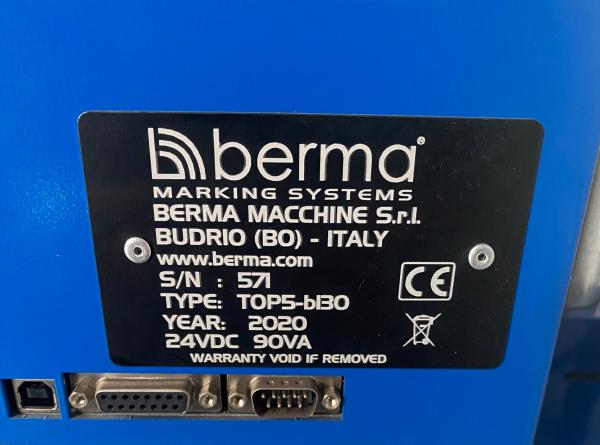 berma®
MARKING SYSTEMS
BERMA MACCHINE S.r.l.
BUDRIO (BO) - ITALY
www.berma.com
S/N : 571
TYPE: TOP5-b130
YEAR: 2020
24VDC 90VA
WARRANTY VOID IF REMOVED
CE